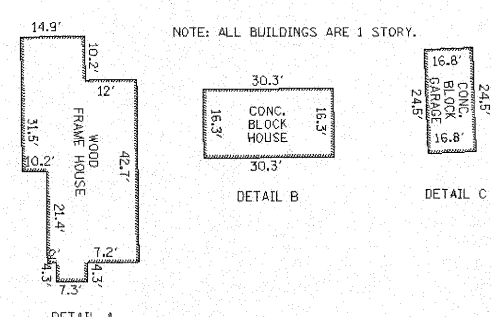 14.9'
NOTE: ALL BUILDINGS ARE 1 STORY.
10.2'
12'
31.5'
WOOD
FRAME HOUSE
42.7'
10.2'
21.4'
7.2'
4.3'
4.3'
7.3'
DETAIL A
30.3'
16.3'
CONC.
BLOCK
HOUSE
16.3'
30.3'
DETAIL B
16.8'
24.5'
CONC.
BLOCK
GARAGE
24.5'
16.8'
DETAIL C